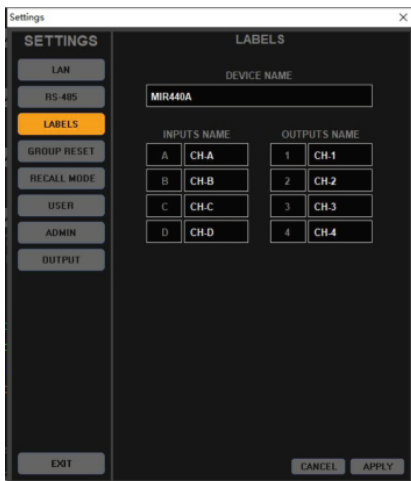 Settings
SETTINGS
LAN
RS-485
LABELS
GROUP RESET
RECALL MODE
USER
ADMIN
OUTPUT
EXIT
LABELS
DEVICE NAME
MIR440A
INPUTS NAME OUTPUTS NAME
A CH-A 1 CH-1
B CH-B 2 CH-2
C CH-C 3 CH-3
D CH-D 4 CH-4
CANCEL APPLY